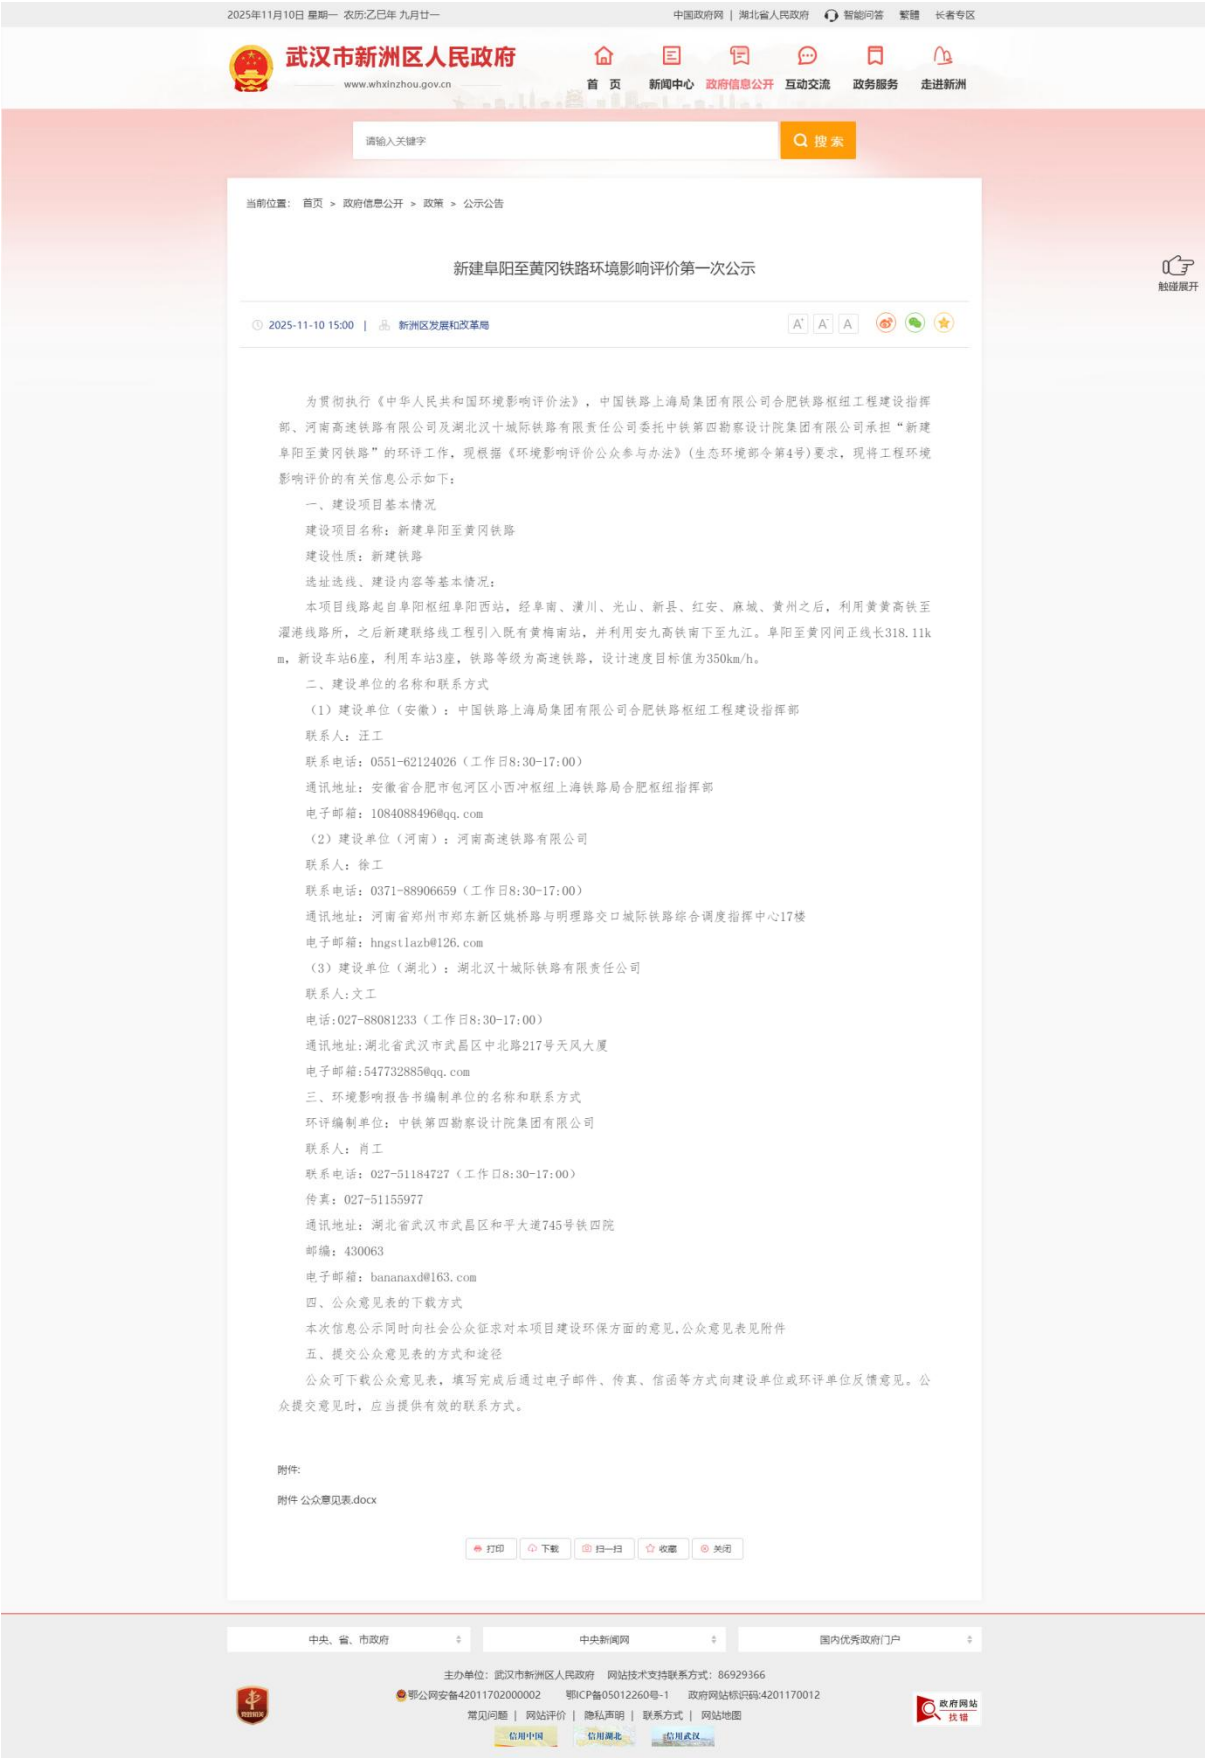 2025年11月10日 星期一 农历:乙巳年 九月廿一
中国政府网 | 湖北省人民政府 智能问答 繁體 长者专区
武汉市新洲区人民政府
www.whxinzhou.gov.cn
首 页 新闻中心 政府信息公开 互动交流 政务服务 走进新洲
请输入关键字
搜 索
当前位置： 首页 > 政府信息公开 > 政策 > 公示公告
新建阜阳至黄冈铁路环境影响评价第一次公示
触碰展开
2025-11-10 15:00 | 新洲区发展和改革局
A+ A- A
为贯彻执行《中华人民共和国环境影响评价法》，中国铁路上海局集团有限公司合肥铁路枢纽工程建设指挥
部、河南高速铁路有限公司及湖北汉十城际铁路有限责任公司委托中铁第四勘察设计院集团有限公司承担“新建
阜阳至黄冈铁路”的环评工作，现根据《环境影响评价公众参与办法》(生态环境部令第4号)要求，现将工程环境
影响评价的有关信息公示如下：
一、建设项目基本情况
建设项目名称：新建阜阳至黄冈铁路
建设性质：新建铁路
选址选线、建设内容等基本情况：
本项目线路起自阜阳枢纽阜阳西站，经阜南、潢川、光山、新县、红安、麻城、黄州之后，利用黄黄高铁至
濯港线路所，之后新建联络线工程引入既有黄梅南站，并利用安九高铁南下至九江。阜阳至黄冈间正线长318.11k
m，新设车站6座，利用车站3座，铁路等级为高速铁路，设计速度目标值为350km/h。
二、建设单位的名称和联系方式
（1）建设单位（安徽）：中国铁路上海局集团有限公司合肥铁路枢纽工程建设指挥部
联系人：汪工
联系电话：0551-62124026（工作日8:30-17:00）
通讯地址：安徽省合肥市包河区小西冲枢纽上海铁路局合肥枢纽指挥部
电子邮箱：1084088496@qq.com
（2）建设单位（河南）：河南高速铁路有限公司
联系人：徐工
联系电话：0371-88906659（工作日8:30-17:00）
通讯地址：河南省郑州市郑东新区姚桥路与明理路交口城际铁路综合调度指挥中心17楼
电子邮箱：hngstlazb@126.com
（3）建设单位（湖北）：湖北汉十城际铁路有限责任公司
联系人:文工
电话:027-88081233（工作日8:30-17:00）
通讯地址:湖北省武汉市武昌区中北路217号天风大厦
电子邮箱:547732885@qq.com
三、环境影响报告书编制单位的名称和联系方式
环评编制单位：中铁第四勘察设计院集团有限公司
联系人：肖工
联系电话：027-51184727（工作日8:30-17:00）
传真：027-51155977
通讯地址：湖北省武汉市武昌区和平大道745号铁四院
邮编：430063
电子邮箱：bananaxd@163.com
四、公众意见表的下载方式
本次信息公示同时向社会公众征求对本项目建设环保方面的意见,公众意见表见附件
五、提交公众意见表的方式和途径
公众可下载公众意见表，填写完成后通过电子邮件、传真、信函等方式向建设单位或环评单位反馈意见。公
众提交意见时，应当提供有效的联系方式。
附件:
附件 公众意见表.docx
打印 下载 扫一扫 收藏 关闭
中央、省、市政府 中央新闻网 国内优秀政府门户
主办单位：武汉市新洲区人民政府 网站技术支持联系方式：86929366
鄂公网安备42011702000002 鄂ICP备05012260号-1 政府网站标识码:4201170012
常见问题 | 网站评价 | 隐私声明 | 联系方式 | 网站地图
党政机关
政府网站
找错
信用中国 信用湖北 信用武汉